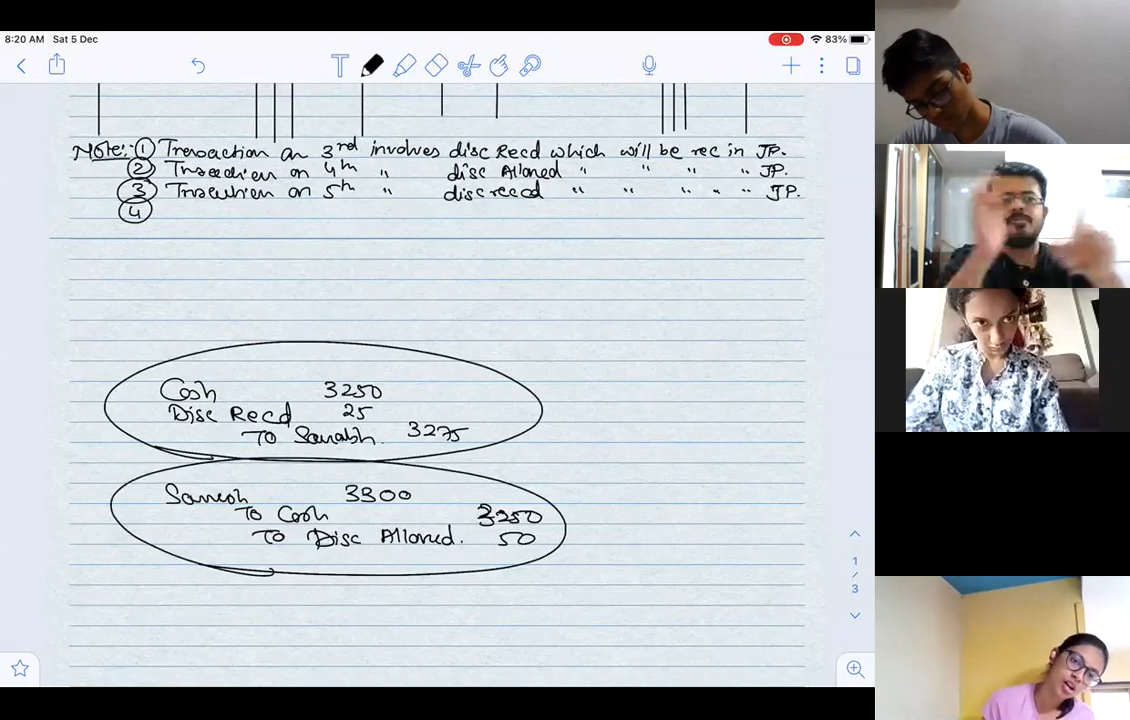 8:20 AM Sat 5 Dec
83%
T
Note:- ① Transaction on 3rd involves disc Recd which will be rec in JP.
② Transaction on 4th " disc Allowed " " " " JP.
③ Transaction on 5th " disc recd " " " " " JP.
④
Cash 3250
Disc Recd 25
To Saurabh. 3275
3300
To Cash 3250
To Disc Allowed. 50
1
/
3